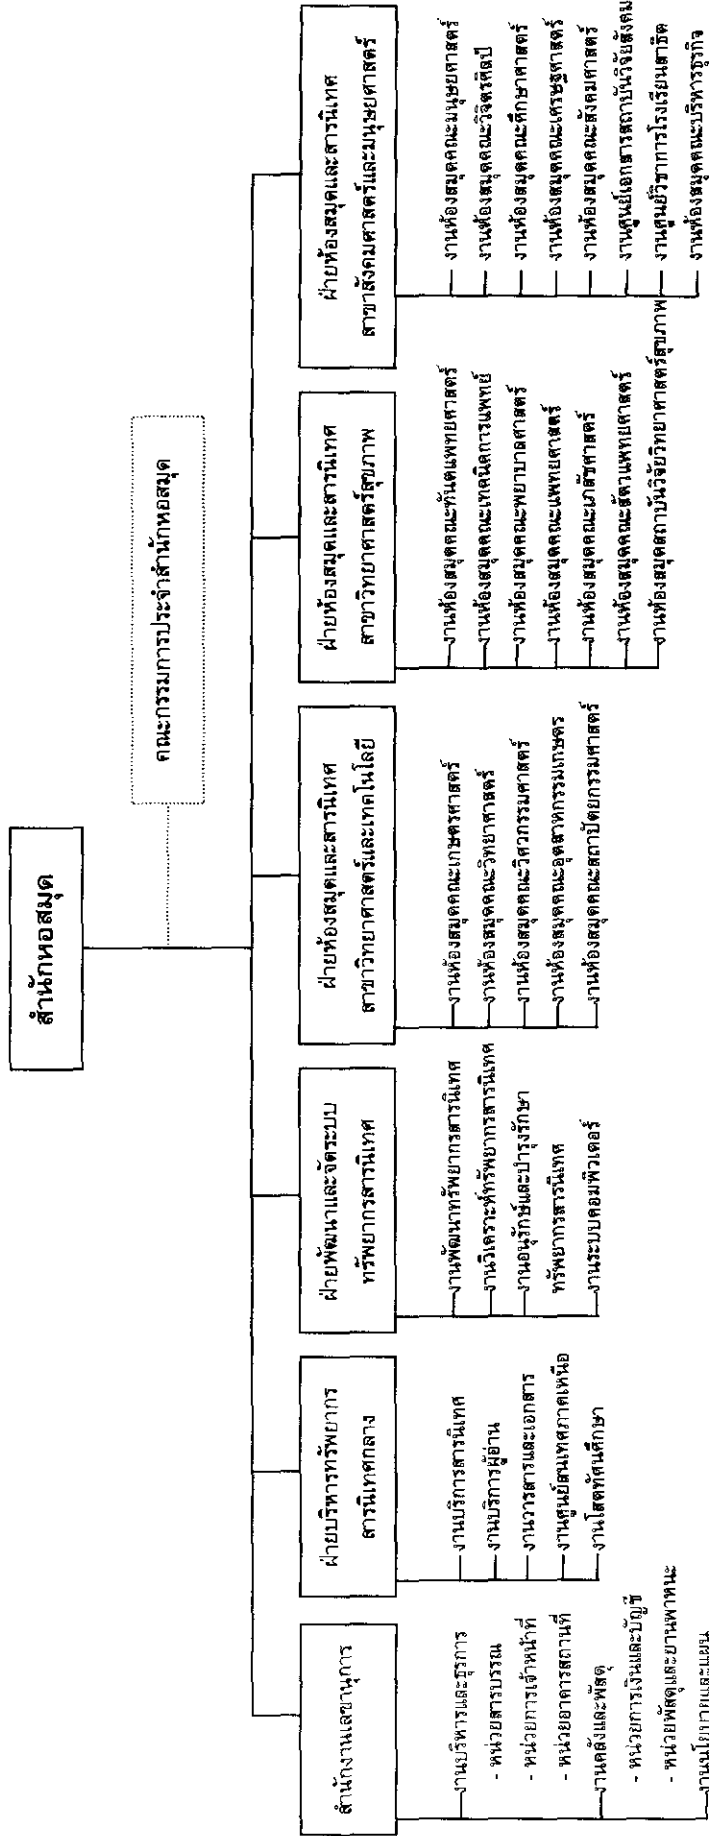 สำนักหอสมุด
คณะกรรมการประจำสำนักหอสมุด
สำนักงานเลขานุการ
งานบริหารและธุรการ
- หน่วยสารบรรณ
- หน่วยการเจ้าหน้าที่
- หน่วยอาคารสถานที่
งานคลังและพัสดุ
- หน่วยการเงินและบัญชี
- หน่วยพัสดุและยานพาหนะ
งานนโยบายและแผน
ฝ่ายบริหารทรัพยากร
สารนิเทศกลาง
งานบริการสารนิเทศ
งานบริการผู้อ่าน
งานวารสารและเอกสาร
งานศูนย์สนเทศภาคเหนือ
งานโสตทัศนศึกษา
ฝ่ายพัฒนาและจัดระบบ
ทรัพยากรสารนิเทศ
งานพัฒนาทรัพยากรสารนิเทศ
งานวิเคราะห์ทรัพยากรสารนิเทศ
งานอนุรักษ์และบำรุงรักษา
ทรัพยากรสารนิเทศ
งานระบบคอมพิวเตอร์
ฝ่ายห้องสมุดและสารนิเทศ
สาขาวิทยาศาสตร์และเทคโนโลยี
งานห้องสมุดคณะเกษตรศาสตร์
งานห้องสมุดคณะวิทยาศาสตร์
งานห้องสมุดคณะวิศวกรรมศาสตร์
งานห้องสมุดคณะอุตสาหกรรมเกษตร
งานห้องสมุดคณะสถาปัตยกรรมศาสตร์
ฝ่ายห้องสมุดและสารนิเทศ
สาขาวิทยาศาสตร์สุขภาพ
งานห้องสมุดคณะทันตแพทยศาสตร์
งานห้องสมุดคณะเทคนิคการแพทย์
งานห้องสมุดคณะพยาบาลศาสตร์
งานห้องสมุดคณะแพทยศาสตร์
งานห้องสมุดคณะเภสัชศาสตร์
งานห้องสมุดคณะสัตวแพทยศาสตร์
งานห้องสมุดสถาบันวิจัยวิทยาศาสตร์สุขภาพ
ฝ่ายห้องสมุดและสารนิเทศ
สาขาสังคมศาสตร์และมนุษยศาสตร์
งานห้องสมุดคณะมนุษยศาสตร์
งานห้องสมุดคณะวิจิตรศิลป์
งานห้องสมุดคณะศึกษาศาสตร์
งานห้องสมุดคณะเศรษฐศาสตร์
งานห้องสมุดคณะสังคมศาสตร์
งานศูนย์เอกสารสถาบันวิจัยสังคม
งานศูนย์วิชาการโรงเรียนสาธิต
งานห้องสมุดคณะบริหารธุรกิจ